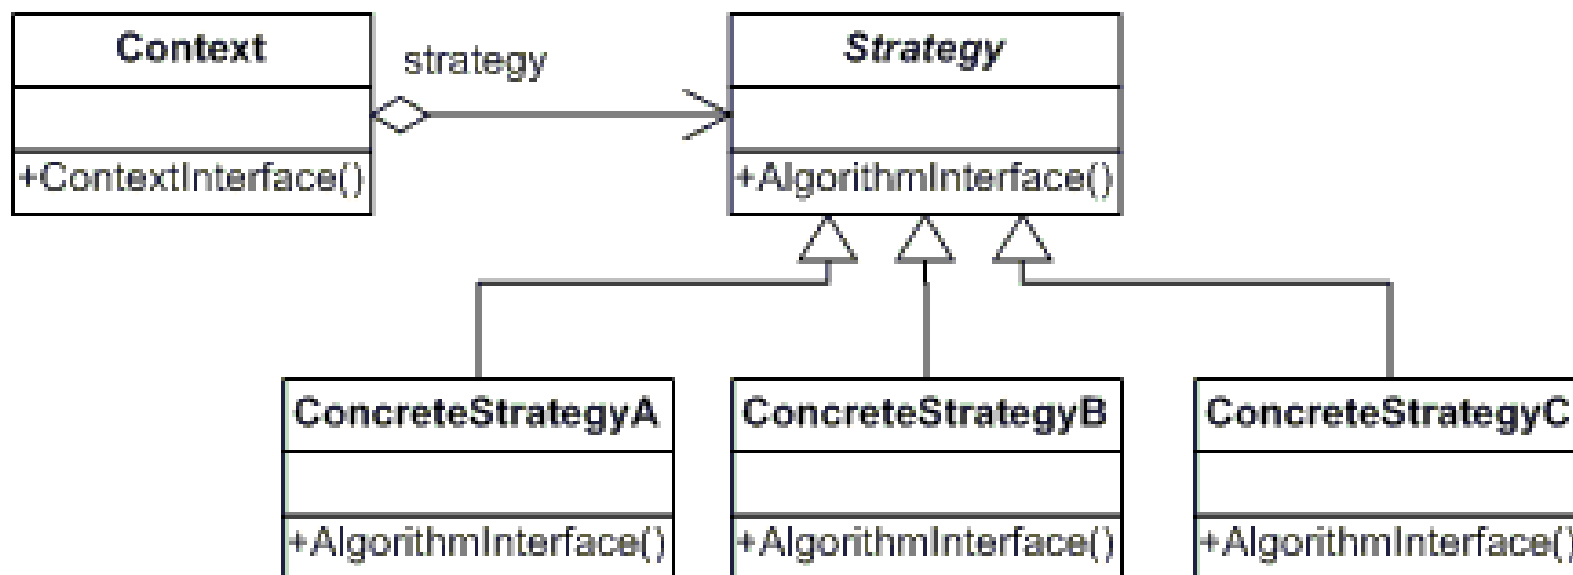 Context
strategy
Strategy
+ContextInterface()
+AlgorithmInterface()
ConcreteStrategyA
ConcreteStrategyB
ConcreteStrategyC
+AlgorithmInterface()
+AlgorithmInterface()
+AlgorithmInterface()